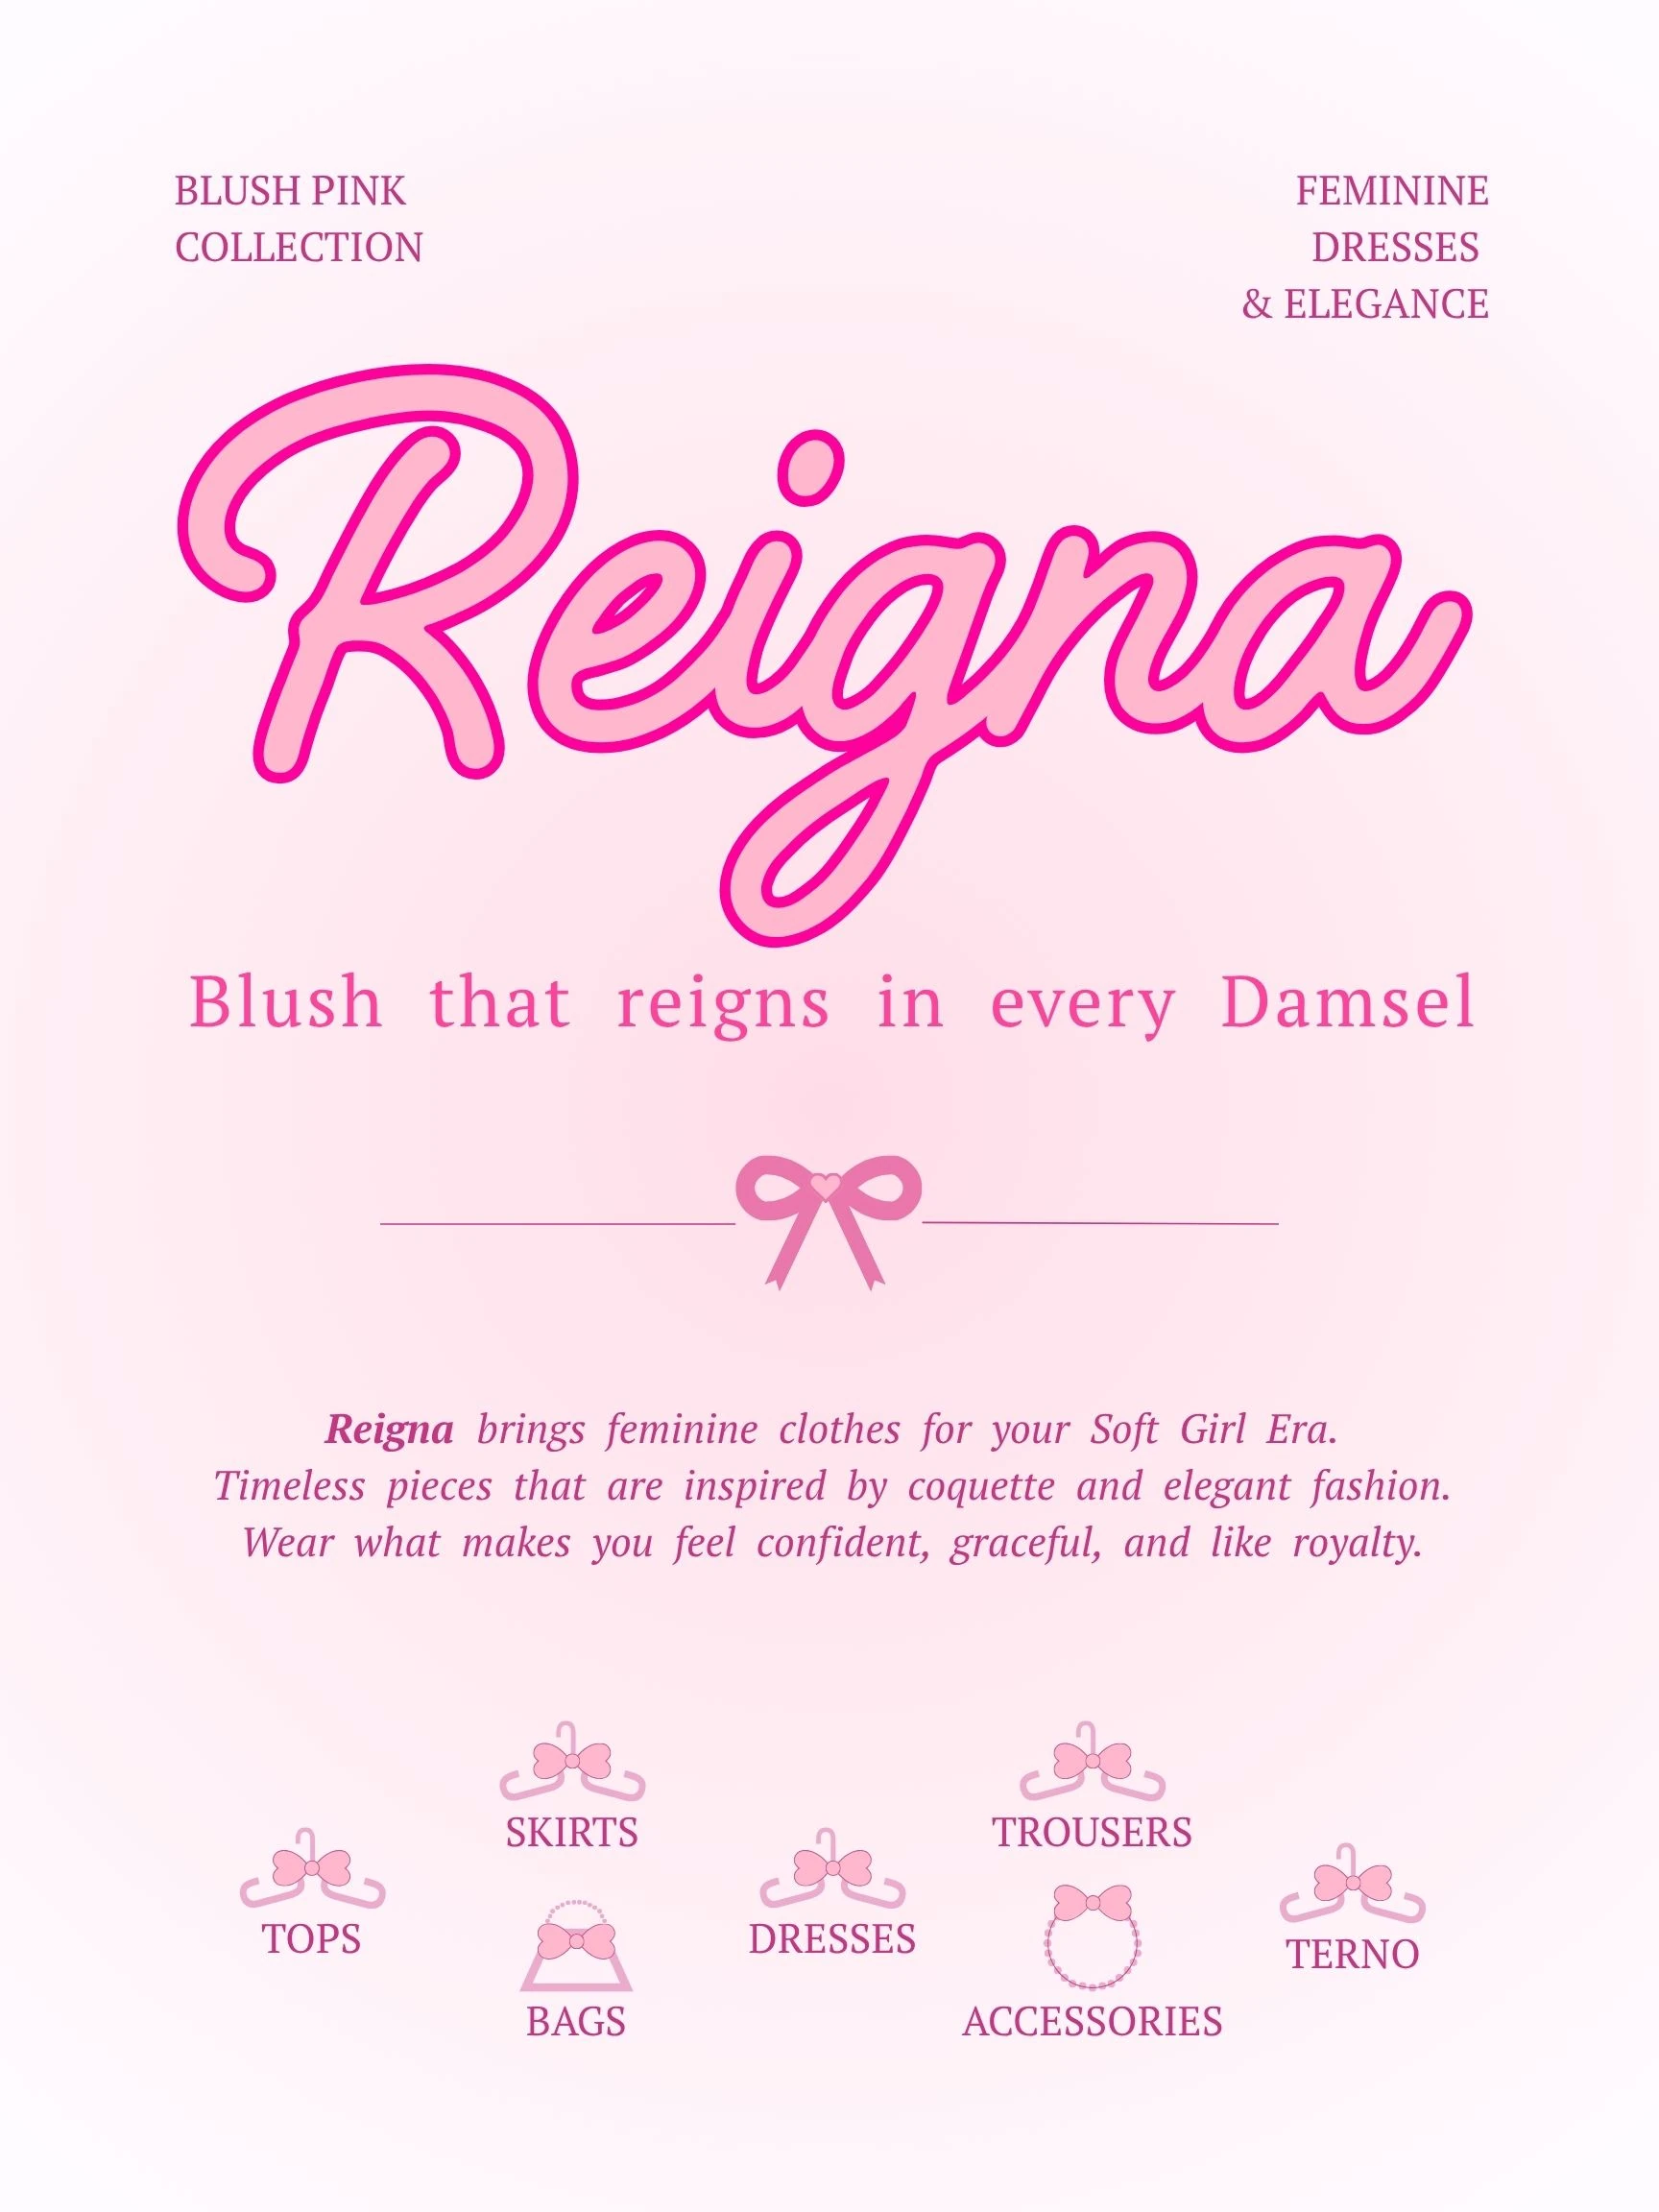 BLUSH PINK
COLLECTION
FEMININE
DRESSES
& ELEGANCE
Reigna
Blush that reigns in every Damsel
Reigna brings feminine clothes for your Soft Girl Era.
Timeless pieces that are inspired by coquette and elegant fashion.
Wear what makes you feel confident, graceful, and like royalty.
SKIRTS
TROUSERS
TOPS
DRESSES
TERNO
BAGS
ACCESSORIES